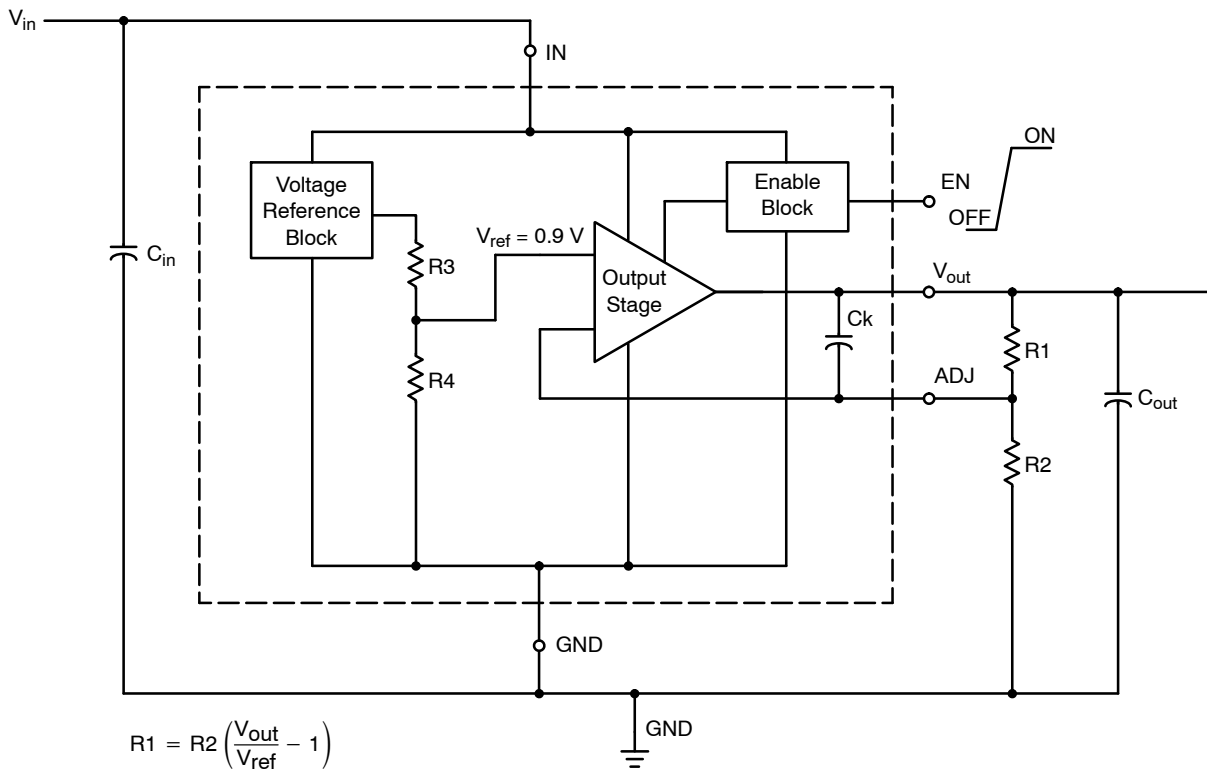 Vin
IN
Voltage
Reference
Block
Enable
Block
ON
EN
OFF
Cin
R3
Vref = 0.9 V
Output
Stage
Vout
Ck
R1
R4
ADJ
Cout
R2
GND
GND
R1 = R2 (Vout/Vref − 1)